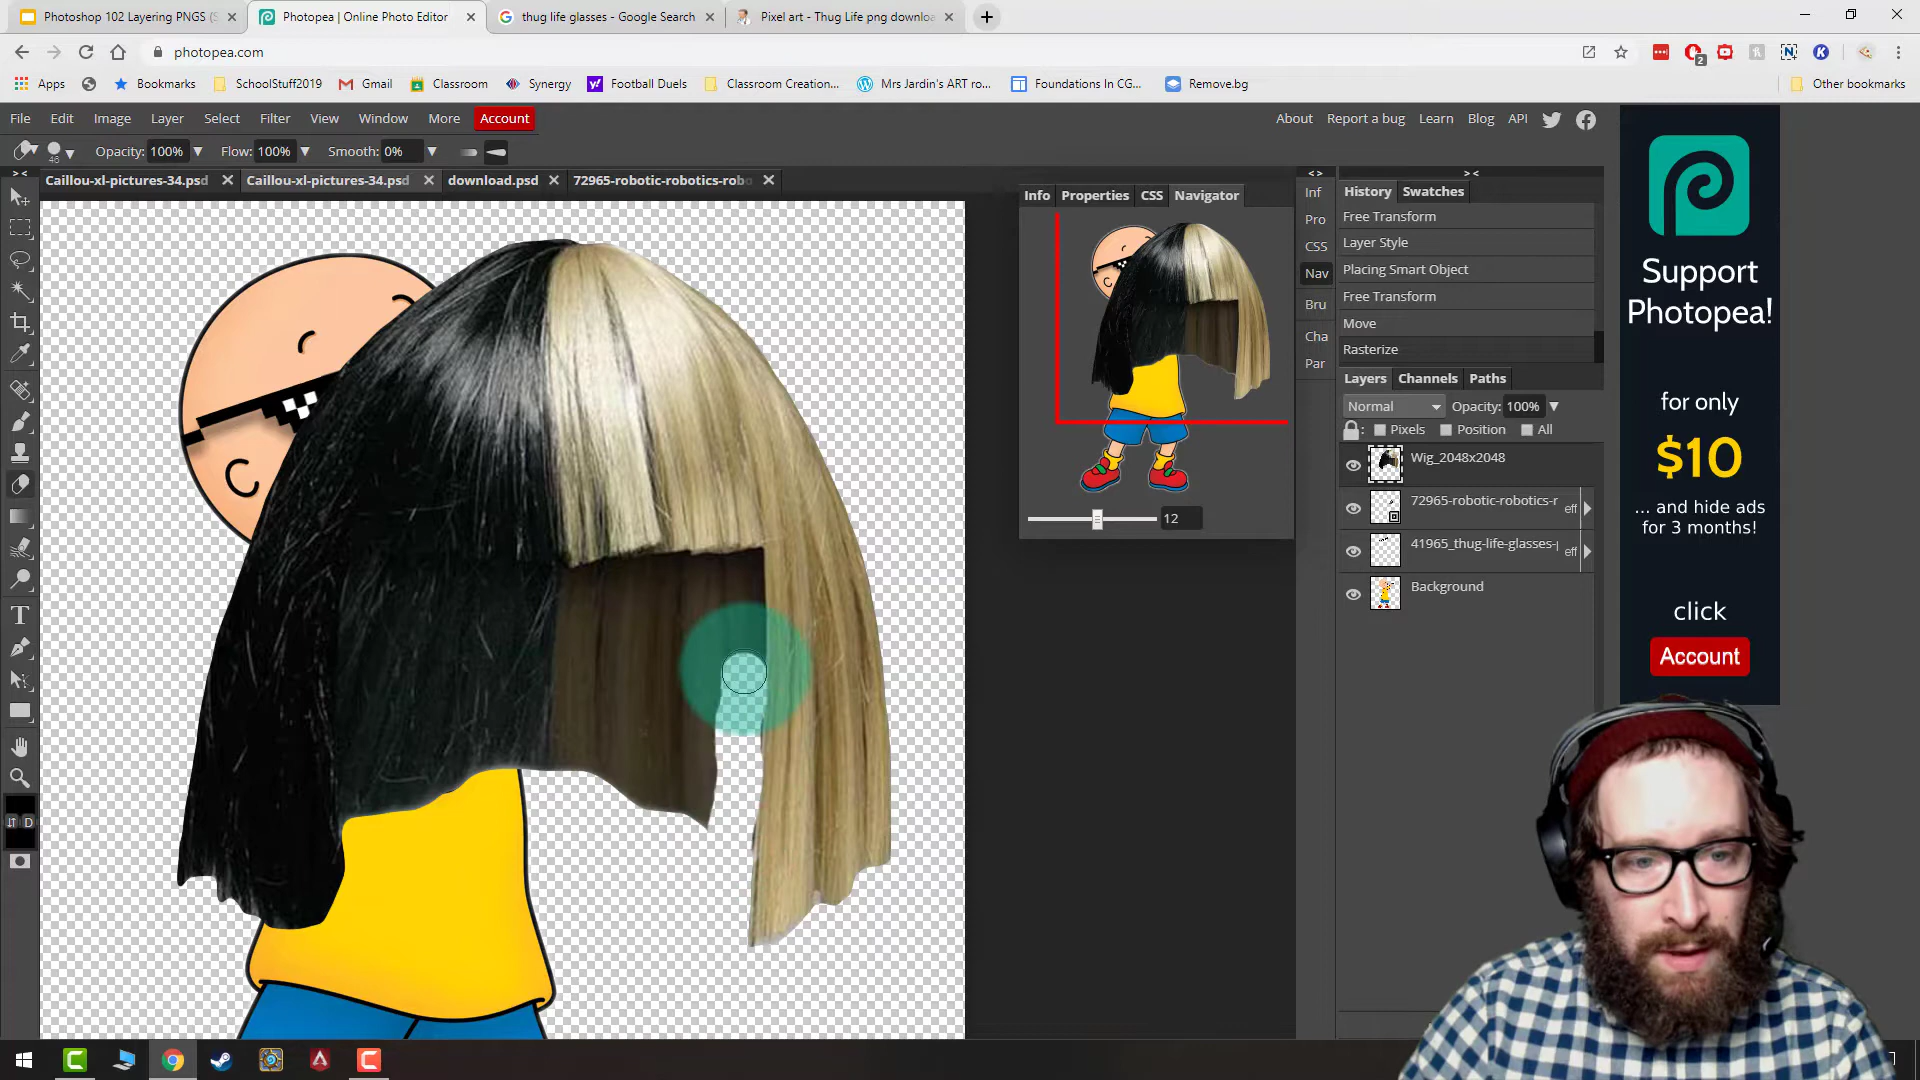 Photoshop 102 Layering PNGS (S
Photopea | Online Photo Editor
thug life glasses - Google Search
Pixel art - Thug Life png downloa
photopea.com
2
Apps
Bookmarks
SchoolStuff2019
Gmail
Classroom
Synergy
Football Duels
Classroom Creation...
Mrs Jardin's ART ro...
Foundations In CG...
Remove.bg
Other bookmarks
File Edit Image Layer Select Filter View Window More Account
About Report a bug Learn Blog API
46
Opacity: 100% Flow: 100% Smooth: 0%
Caillou-xl-pictures-34.psd
Caillou-xl-pictures-34.psd
download.psd
72965-robotic-robotics-robo
Info Properties CSS Navigator
12
Inf
Pro
CSS
Nav
Bru
Cha
Par
History Swatches
Free Transform
Layer Style
Placing Smart Object
Free Transform
Move
Rasterize
Layers Channels Paths
Normal Opacity: 100%
Pixels Position All
Wig_2048x2048
72965-robotic-robotics-r eff
41965_thug-life-glasses-p eff
Background
D
Support
Photopea!
for only
$10
... and hide ads
for 3 months!
click
Account